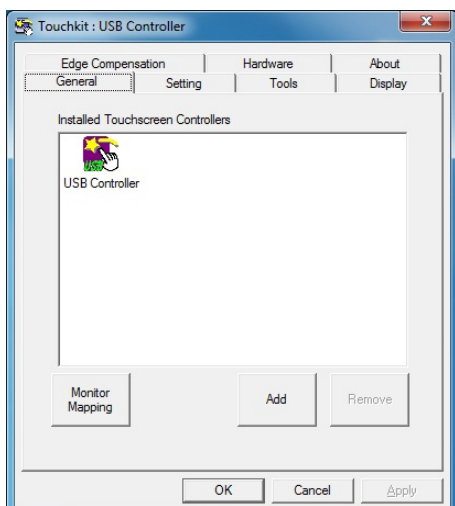 Touchkit : USB Controller
Edge Compensation Hardware About
General Setting Tools Display
Installed Touchscreen Controllers
USB
USB Controller
Monitor
Mapping
Add
Remove
OK Cancel Apply